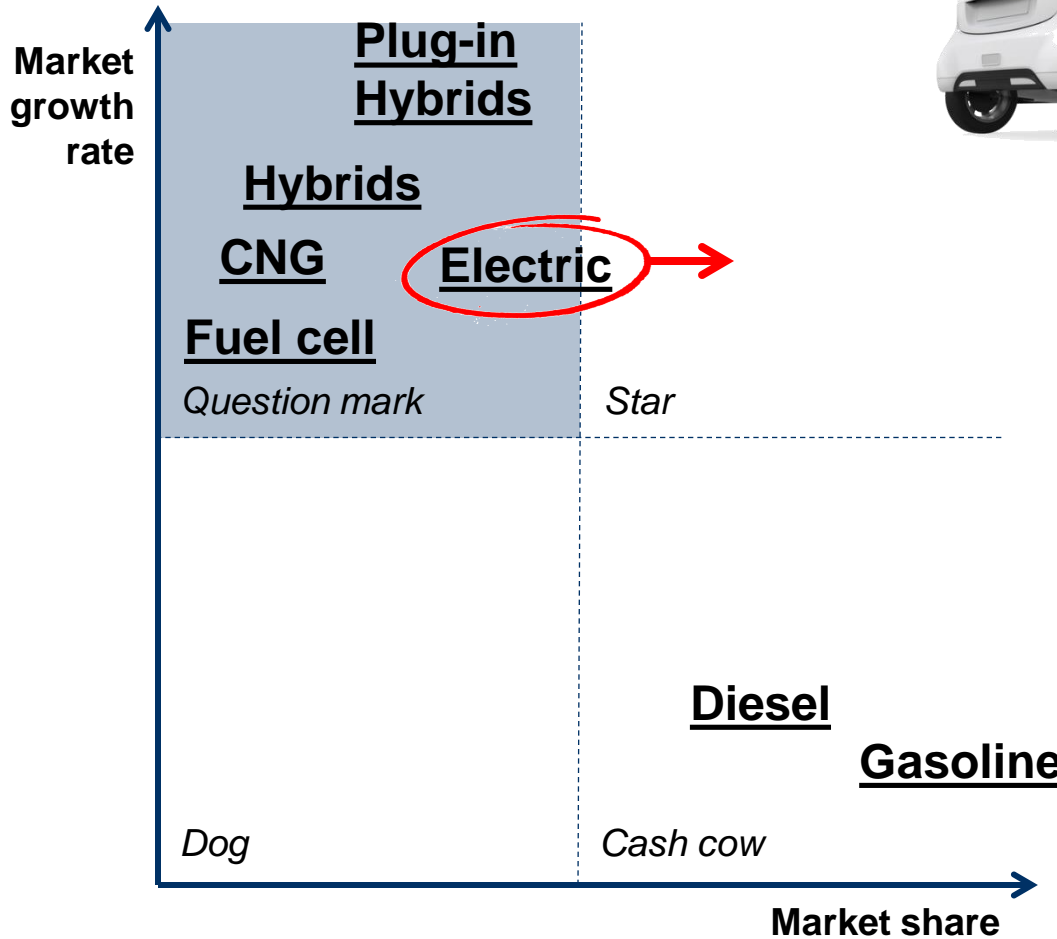 Market
growth
rate
Plug-in
Hybrids
Hybrids
CNG
Electric
Fuel cell
Question mark
Star
Diesel
Gasoline
Dog
Cash cow
Market share